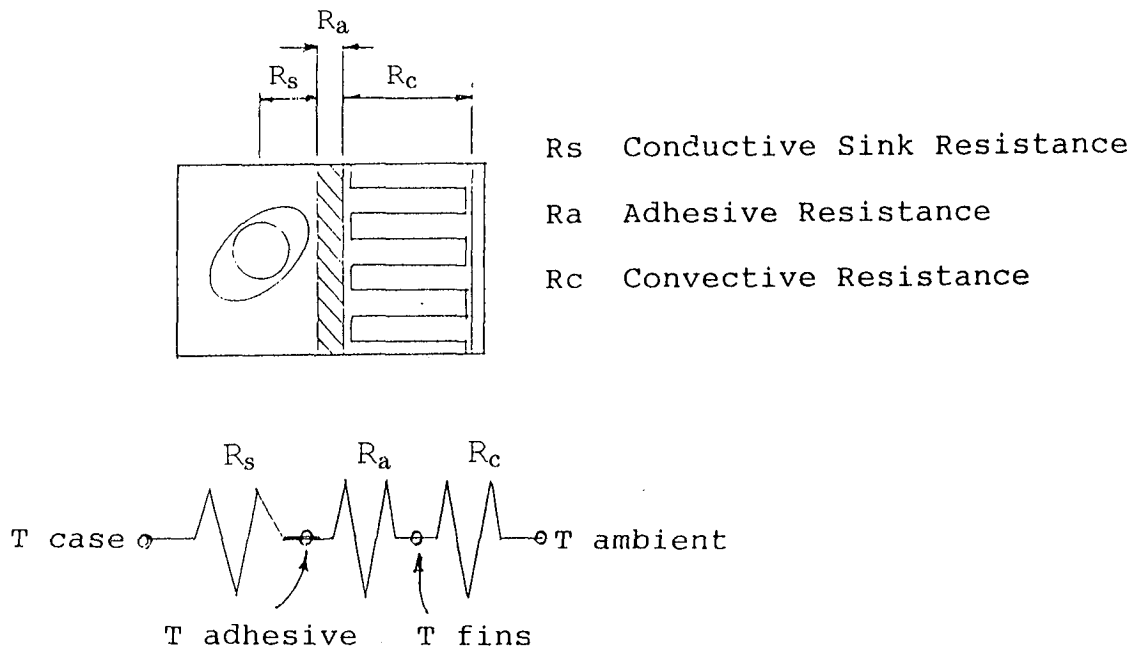 Ra
Rs
Rc
Rs Conductive Sink Resistance
Ra Adhesive Resistance
Rc Convective Resistance
Rs
Ra
Rc
T case
T ambient
T adhesive
T fins